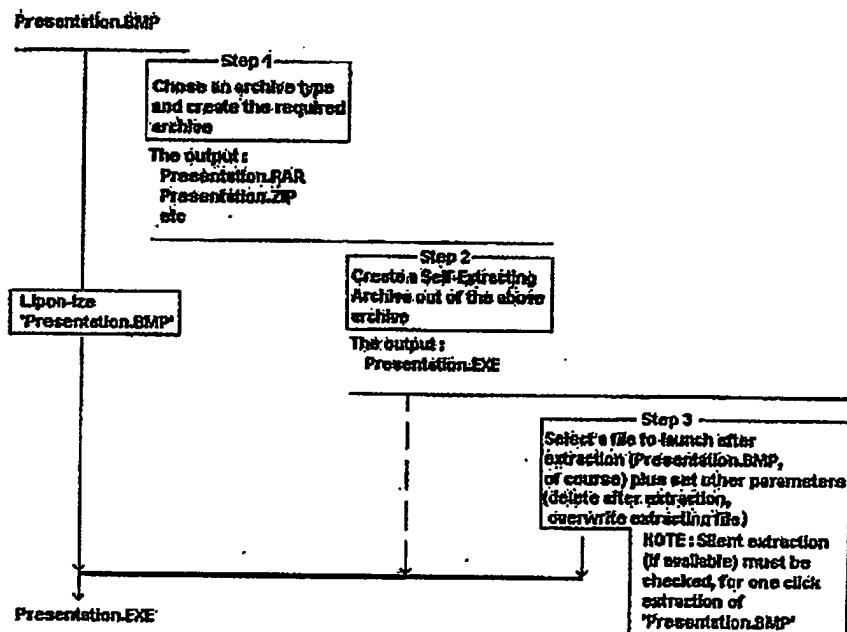 Presentation.BMP
Step 1
Chose an archive type
and create the required
archive
The output :
Presentation.RAR
Presentation.ZIP
etc
Step 2
Create a Self-Extracting
Archive out of the above
archive
Lipon-ize
"Presentation.BMP"
The output :
Presentation.EXE
Step 3
Select a file to launch after
extraction (Presentation.BMP,
of course) plus set other parameters
(delete after extraction,
overwrite extracting file)
NOTE : Silent extraction
(if available) must be
checked, for one click
extraction of
"Presentation.BMP"
Presentation.EXE